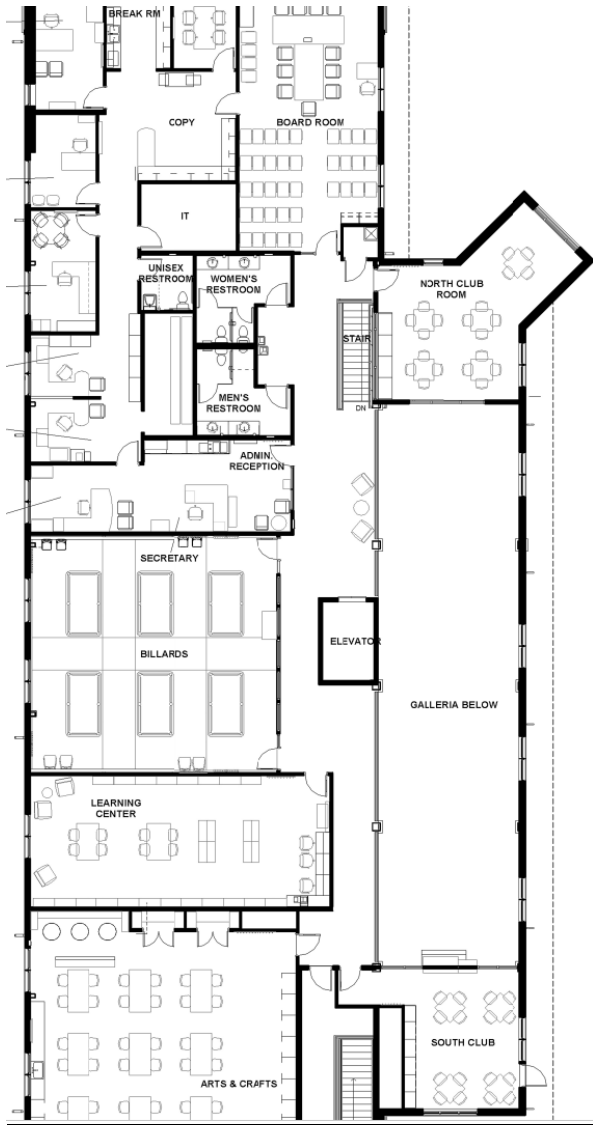 BREAK RM
COPY
BOARD ROOM
IT
UNISEX
RESTROOM
WOMEN'S
RESTROOM
NORTH CLUB
ROOM
STAIR
MEN'S
RESTROOM
DN
ADMIN.
RECEPTION
SECRETARY
ELEVATOR
BILLARDS
GALLERIA BELOW
LEARNING
CENTER
SOUTH CLUB
ARTS & CRAFTS